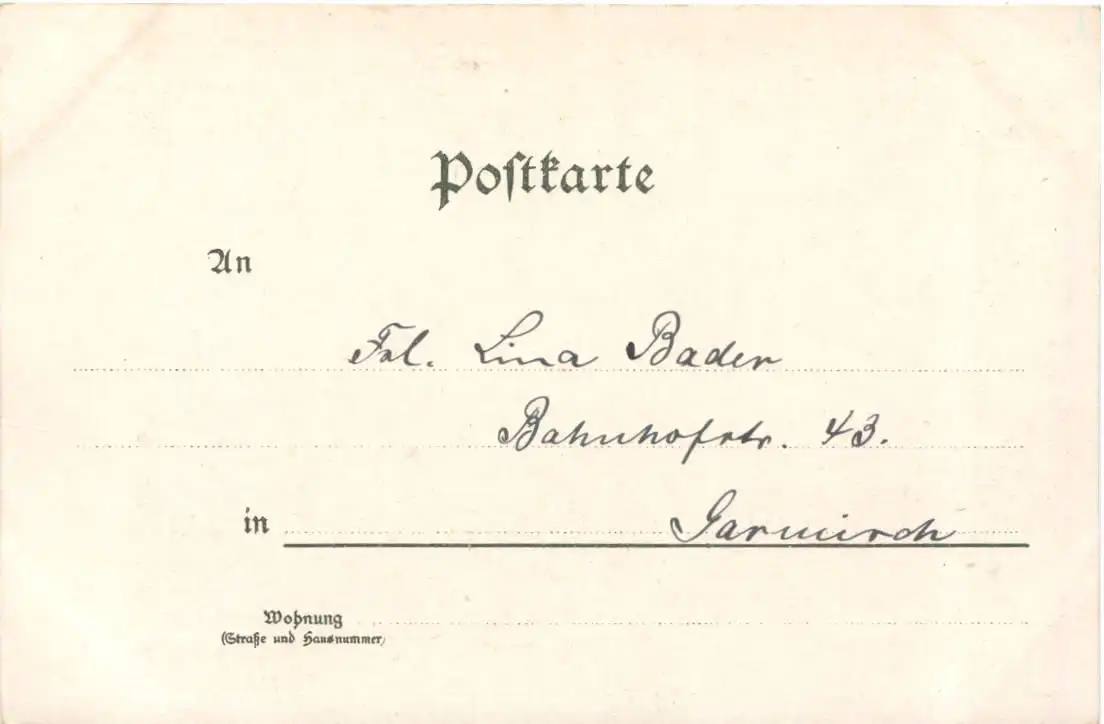 Postkarte
An
Frl. Lina Bader
Bahnhofstr. 43.
in Garmisch
Wohnung
(Straße und Hausnummer)